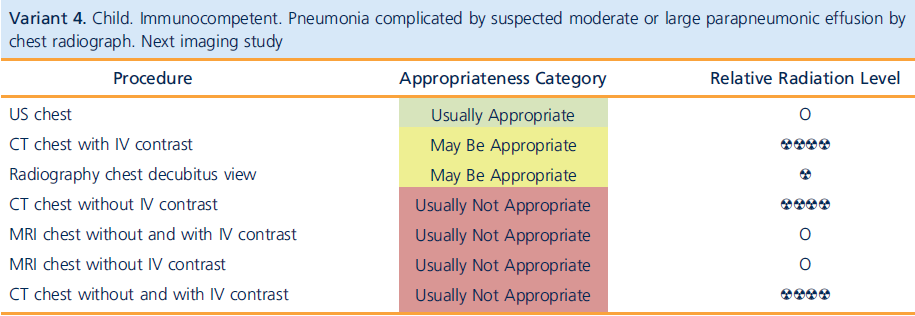 Variant 4. Child. Immunocompetent. Pneumonia complicated by suspected moderate or large parapneumonic effusion by
chest radiograph. Next imaging study
Procedure Appropriateness Category Relative Radiation Level
US chest Usually Appropriate O
CT chest with IV contrast May Be Appropriate ☢☢☢☢
Radiography chest decubitus view May Be Appropriate ☢
CT chest without IV contrast Usually Not Appropriate ☢☢☢☢
MRI chest without and with IV contrast Usually Not Appropriate O
MRI chest without IV contrast Usually Not Appropriate O
CT chest without and with IV contrast Usually Not Appropriate ☢☢☢☢